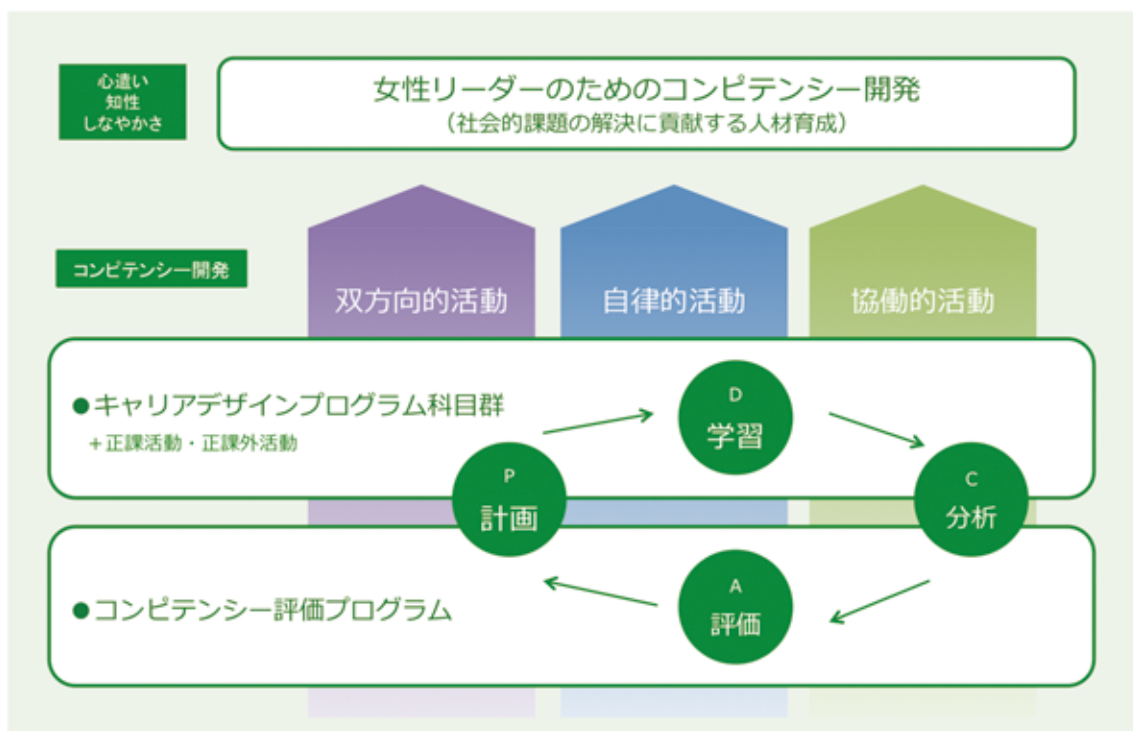 心遣い
知性
しなやかさ
女性リーダーのためのコンピテンシー開発
（社会的課題の解決に貢献する人材育成）
コンピテンシー開発
双方向的活動
自律的活動
協働的活動
●キャリアデザインプログラム科目群
＋正課活動・正課外活動
D
学習
P
計画
C
分析
●コンピテンシー評価プログラム
A
評価